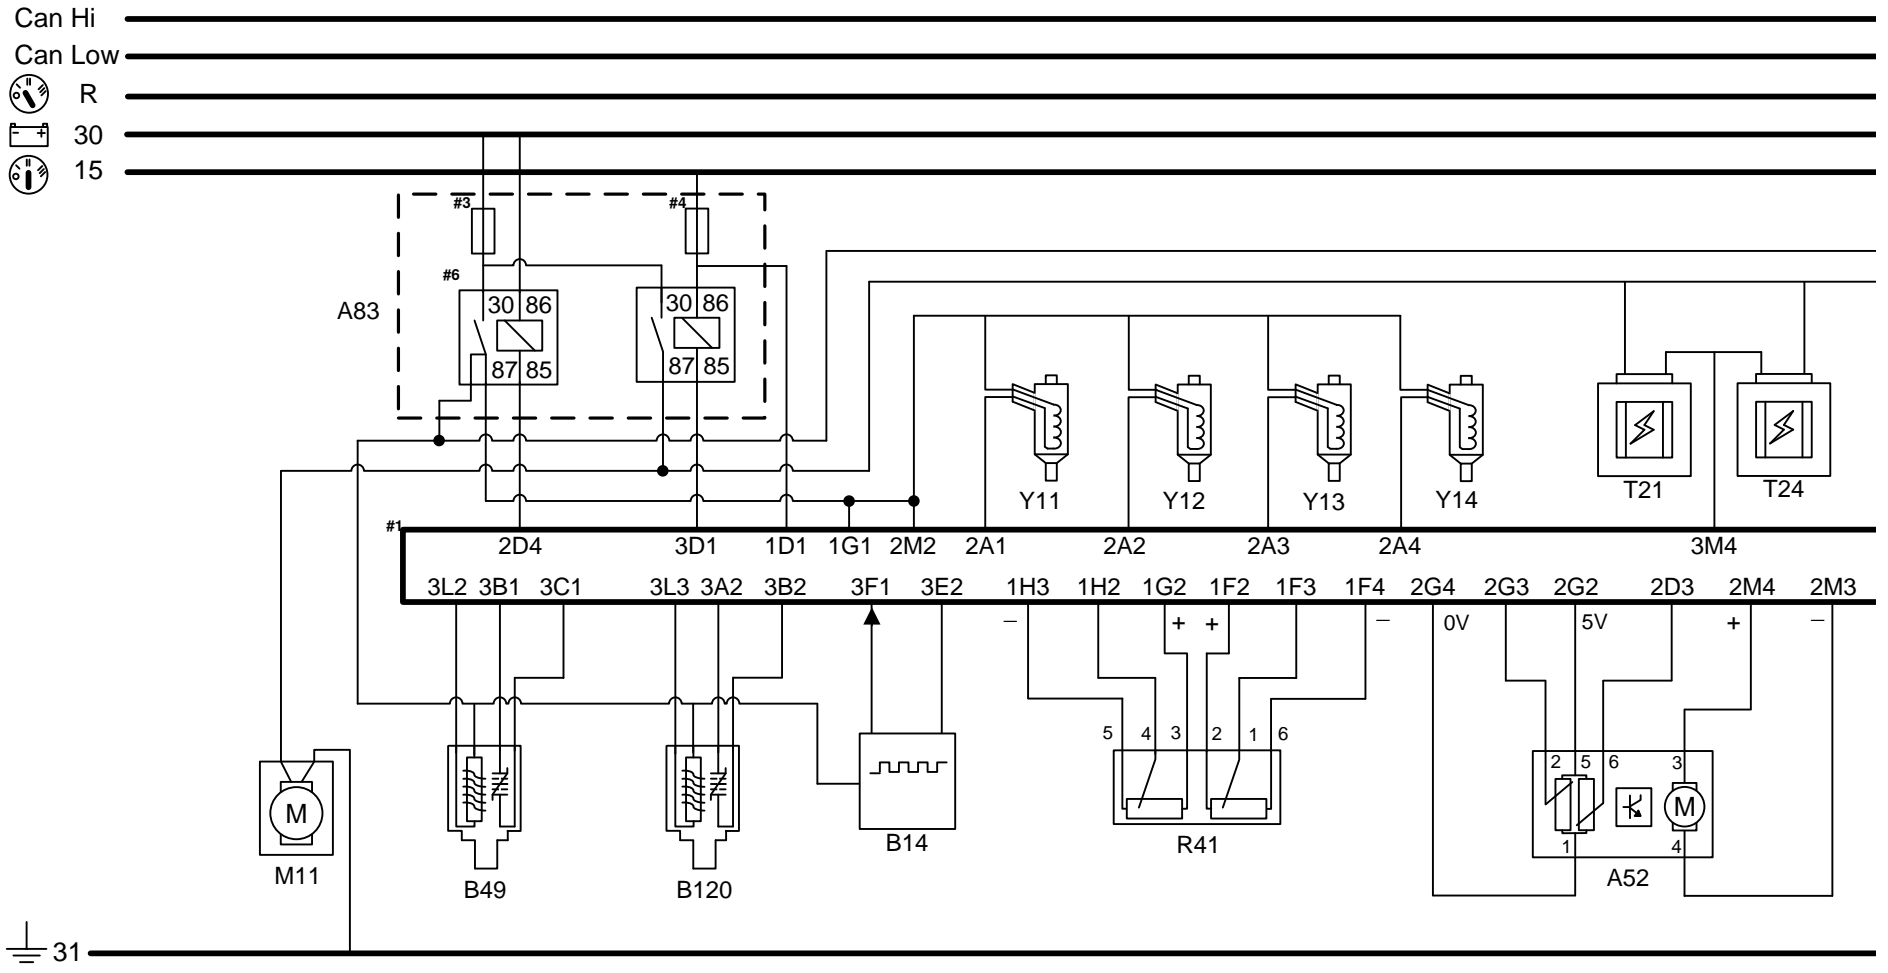 Can Hi
Can Low
R
30
15
#3
#4
#6
A83
30 86
30 86
87 85
87 85
Y11
Y12
Y13
Y14
T21
T24
#1
2D4 3D1 1D1 1G1 2M2 2A1 2A2 2A3 2A4 3M4
3L2 3B1 3C1 3L3 3A2 3B2 3F1 3E2 1H3 1H2 1G2 1F2 1F3 1F4 2G4 2G3 2G2 2D3 2M4 2M3
– + + – 0V 5V + –
5 4 3 2 1 6
2 5 6 3
M
M
1 4
M11
B49
B120
B14
R41
A52
31